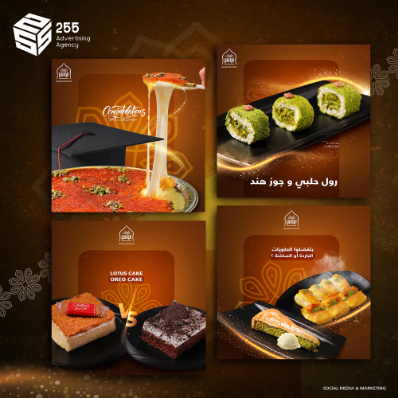 255
Advertising
Agency
Congratulations
رول حلبي و جوز هند
LOTUS CAKE
OREO CAKE
VS
بتفضلوا الحلويات
الباردة أو الساخنة ؟
SOCIAL MEDIA & MARKETING